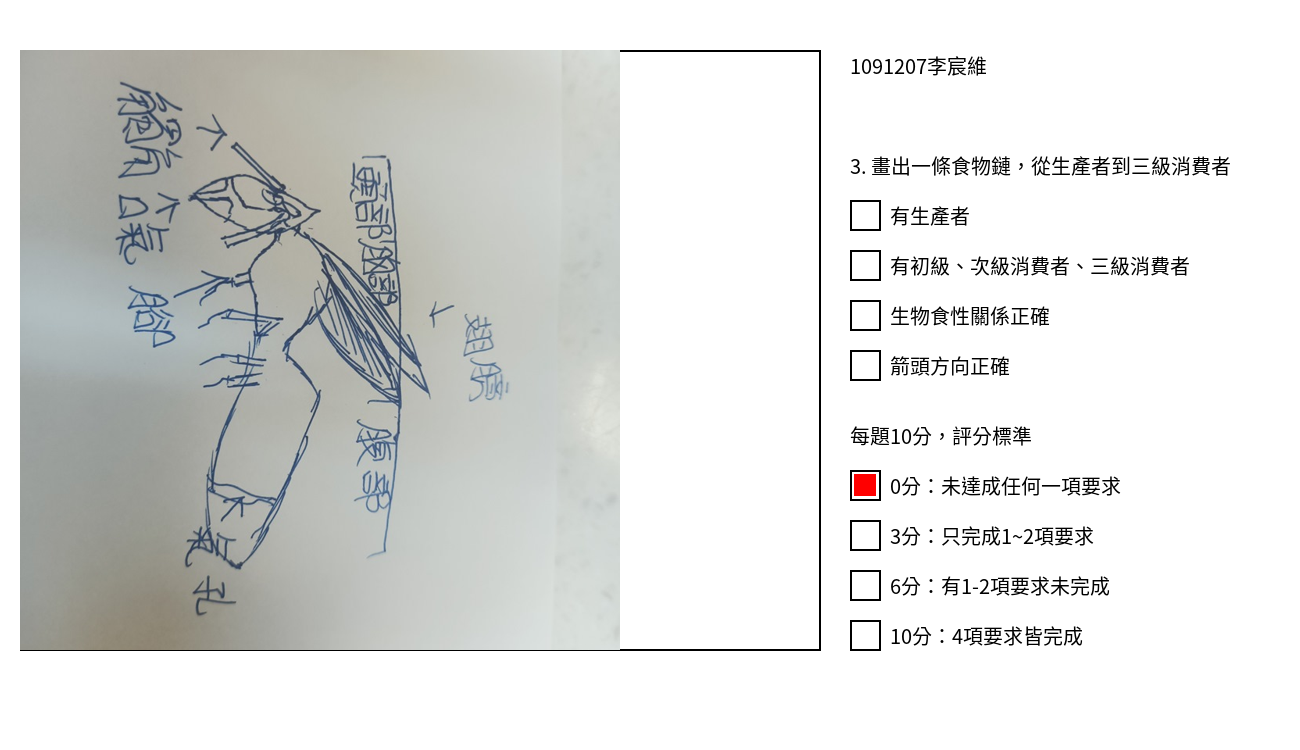 觸角
口氣
腳
頭部胸部
翅膀
腹部
氣孔
1091207李宸維
3. 畫出一條食物鏈，從生產者到三級消費者
有生產者
有初級、次級消費者、三級消費者
生物食性關係正確
箭頭方向正確
每題10分，評分標準
0分：未達成任何一項要求
3分：只完成1~2項要求
6分：有1-2項要求未完成
10分：4項要求皆完成